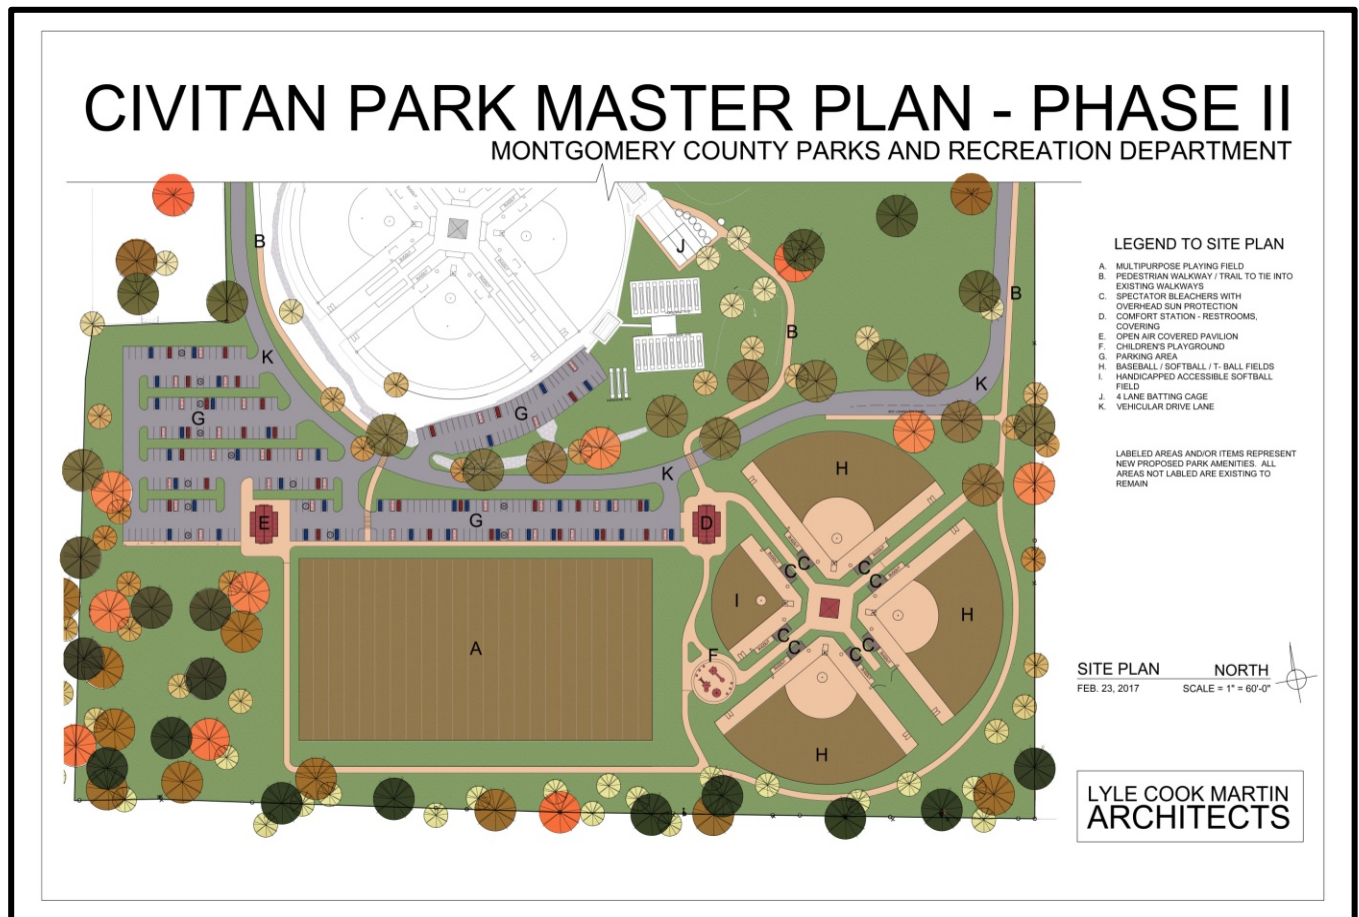 CIVITAN PARK MASTER PLAN - PHASE II
MONTGOMERY COUNTY PARKS AND RECREATION DEPARTMENT
B
J
B
B
K
K
G
G
H
K
G
E
D
C
C
C
C
I
H
A
F
C
C
C
C
H
LEGEND TO SITE PLAN
A. MULTIPURPOSE PLAYING FIELD
B. PEDESTRIAN WALKWAY / TRAIL TO TIE INTO
EXISTING WALKWAYS
C. SPECTATOR BLEACHERS WITH
OVERHEAD SUN PROTECTION
D. COMFORT STATION - RESTROOMS,
COVERING
E. OPEN AIR COVERED PAVILION
F. CHILDREN'S PLAYGROUND
G. PARKING AREA
H. BASEBALL / SOFTBALL / T- BALL FIELDS
I. HANDICAPPED ACCESSIBLE SOFTBALL
FIELD
J. 4 LANE BATTING CAGE
K. VEHICULAR DRIVE LANE
LABELED AREAS AND/OR ITEMS REPRESENT
NEW PROPOSED PARK AMENITIES. ALL
AREAS NOT LABLED ARE EXISTING TO
REMAIN
SITE PLAN NORTH
FEB. 23, 2017 SCALE = 1" = 60'-0"
LYLE COOK MARTIN
ARCHITECTS